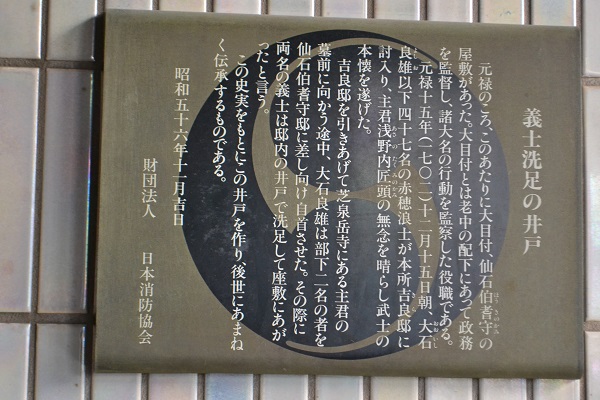 義士洗足の井戸
元禄のころ、このあたりに大目付、仙石伯耆守の
屋敷があった。大目付とは老中の配下にあって政務
を監督し、諸大名の行動を監察した役職である。
元禄十五年(一七〇二)十二月十五日朝、大石
良雄以下四十七名の赤穂浪士が本所吉良邸に
討入り、主君浅野内匠頭の無念を晴らし武士の
本懐を遂げた。
吉良邸を引きあげて芝泉岳寺にある主君の
墓前に向かう途中、大石良雄は部下二名の者を
仙石伯耆守邸に差し向け自首させた。その際に
両名の義士は邸内の井戸で洗足して座敷にあが
ったと言う。
この史実をもとにこの井戸を作り、後世にあまね
く伝承するものである。
昭和五十六年十二月吉日
財団法人 日本消防協会